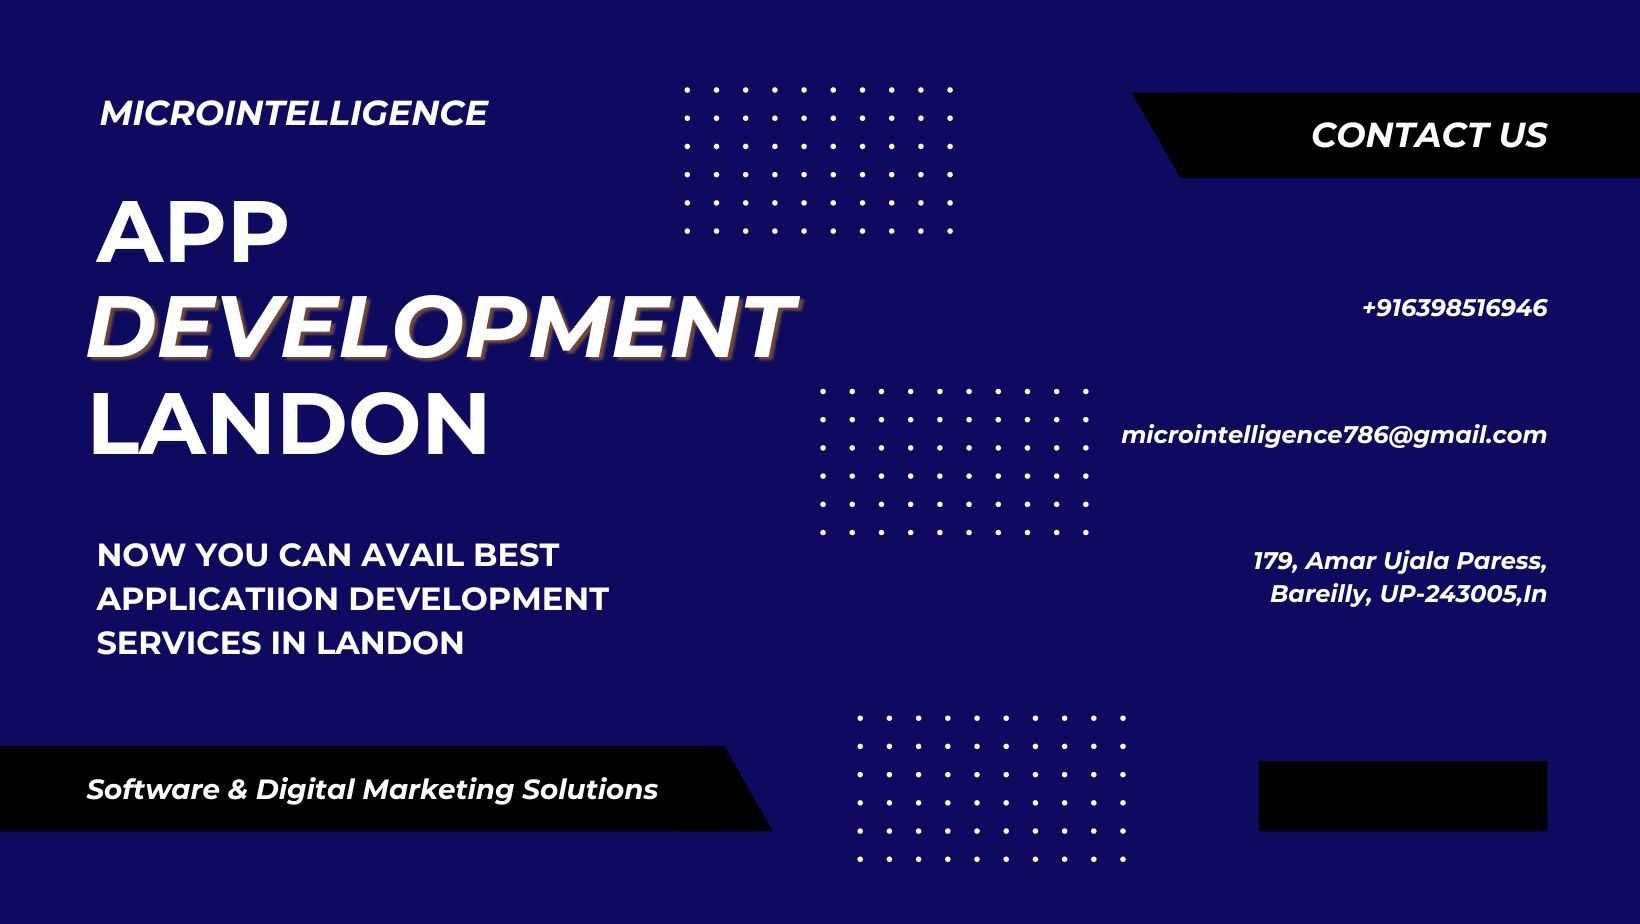 MICROINTELLIGENCE
APP
DEVELOPMENT
LANDON
NOW YOU CAN AVAIL BEST
APPLICATIION DEVELOPMENT
SERVICES IN LANDON
Software & Digital Marketing Solutions
CONTACT US
+916398516946
microintelligence786@gmail.com
179, Amar Ujala Paress,
Bareilly, UP-243005,In